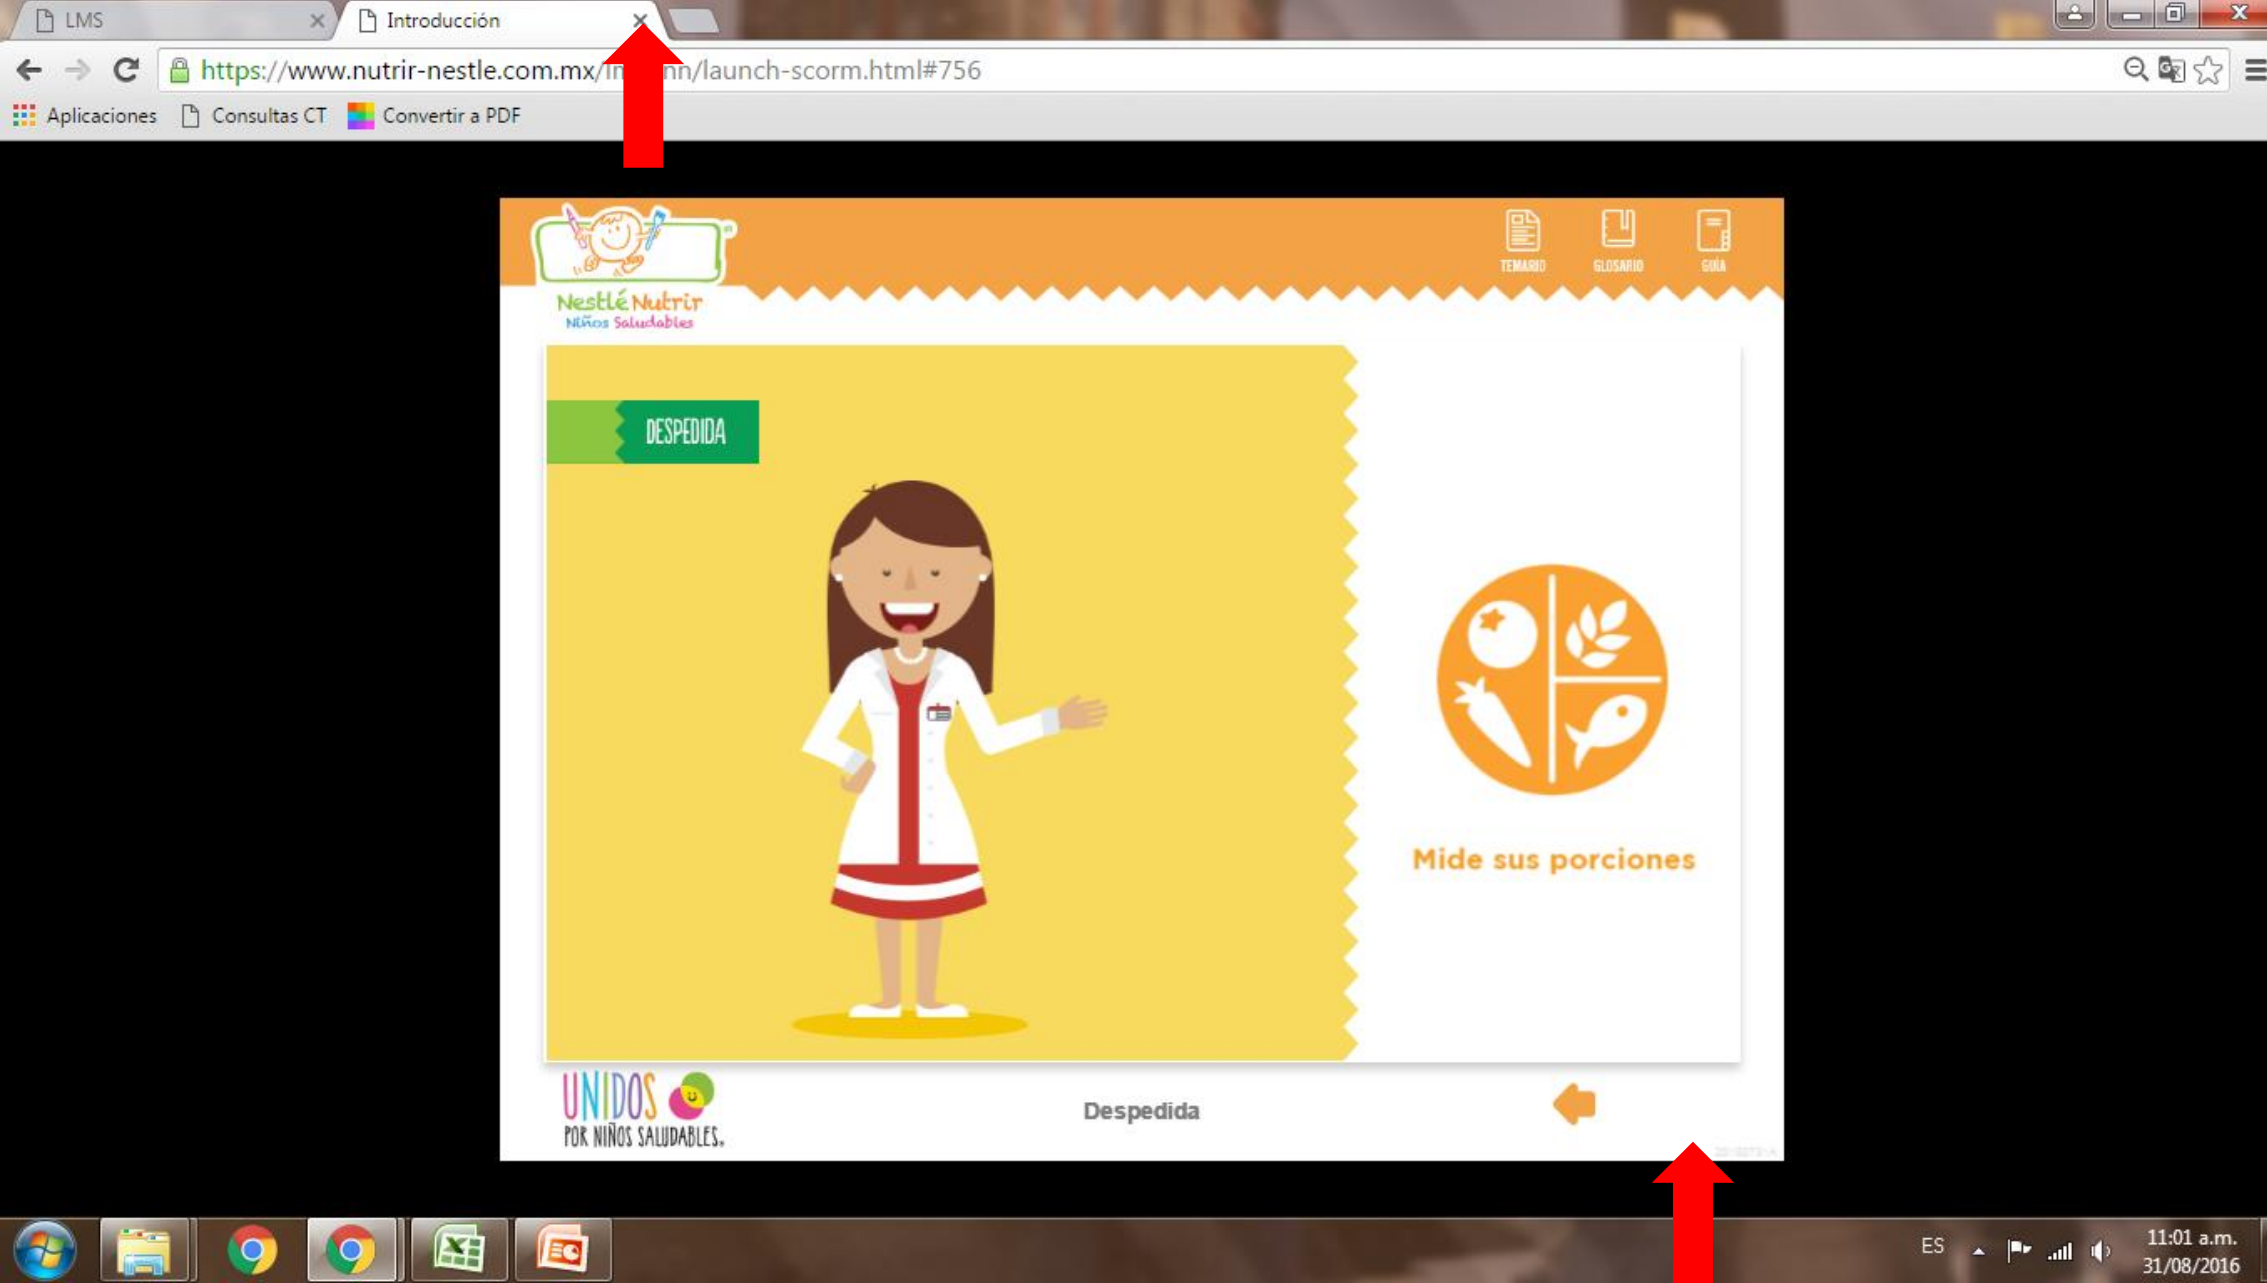 LMS
Introducción
https://www.nutrir-nestle.com.mx/in nn/launch-scorm.html#756
Aplicaciones
Consultas CT
Convertir a PDF
TEMARIO
GLOSARIO
GUÍA
Nestlé Nutrir
Niños Saludables
DESPEDIDA
Mide sus porciones
UNIDOS
POR NIÑOS SALUDABLES.
Despedida
ES
11:01 a.m.
31/08/2016